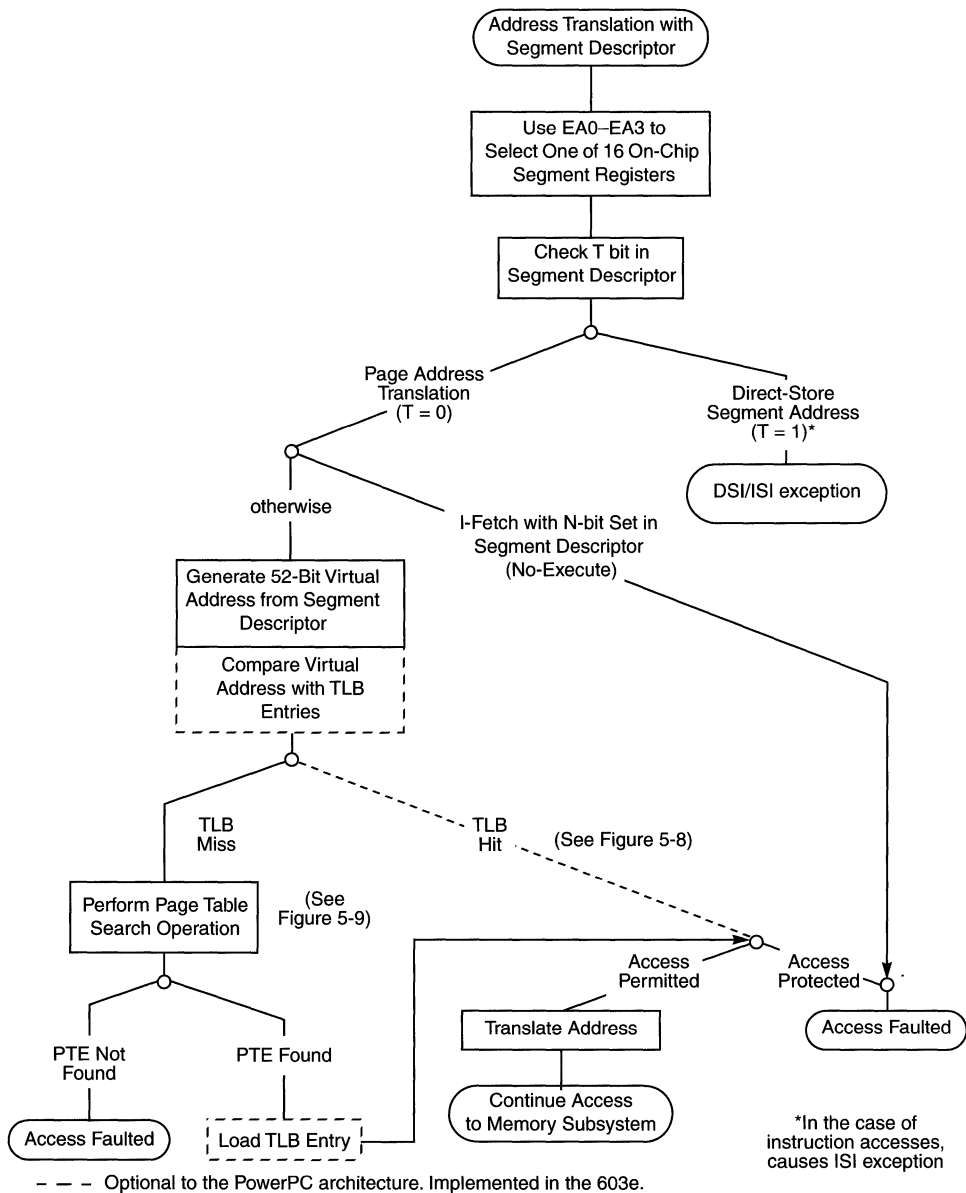 Address Translation with
Segment Descriptor
Use EA0–EA3 to
Select One of 16 On-Chip
Segment Registers
Check T bit in
Segment Descriptor
Page Address
Translation
(T = 0)
Direct-Store
Segment Address
(T = 1)*
DSI/ISI exception
otherwise
I-Fetch with N-bit Set in
Segment Descriptor
(No-Execute)
Generate 52-Bit Virtual
Address from Segment
Descriptor
Compare Virtual
Address with TLB
Entries
TLB
Miss
TLB
Hit
(See Figure 5-8)
Perform Page Table
Search Operation
(See
Figure 5-9)
Access
Permitted
Access
Protected
Translate Address
Access Faulted
PTE Not
Found
PTE Found
Continue Access
to Memory Subsystem
Access Faulted
Load TLB Entry
*In the case of
instruction accesses,
causes ISI exception
– – – Optional to the PowerPC architecture. Implemented in the 603e.